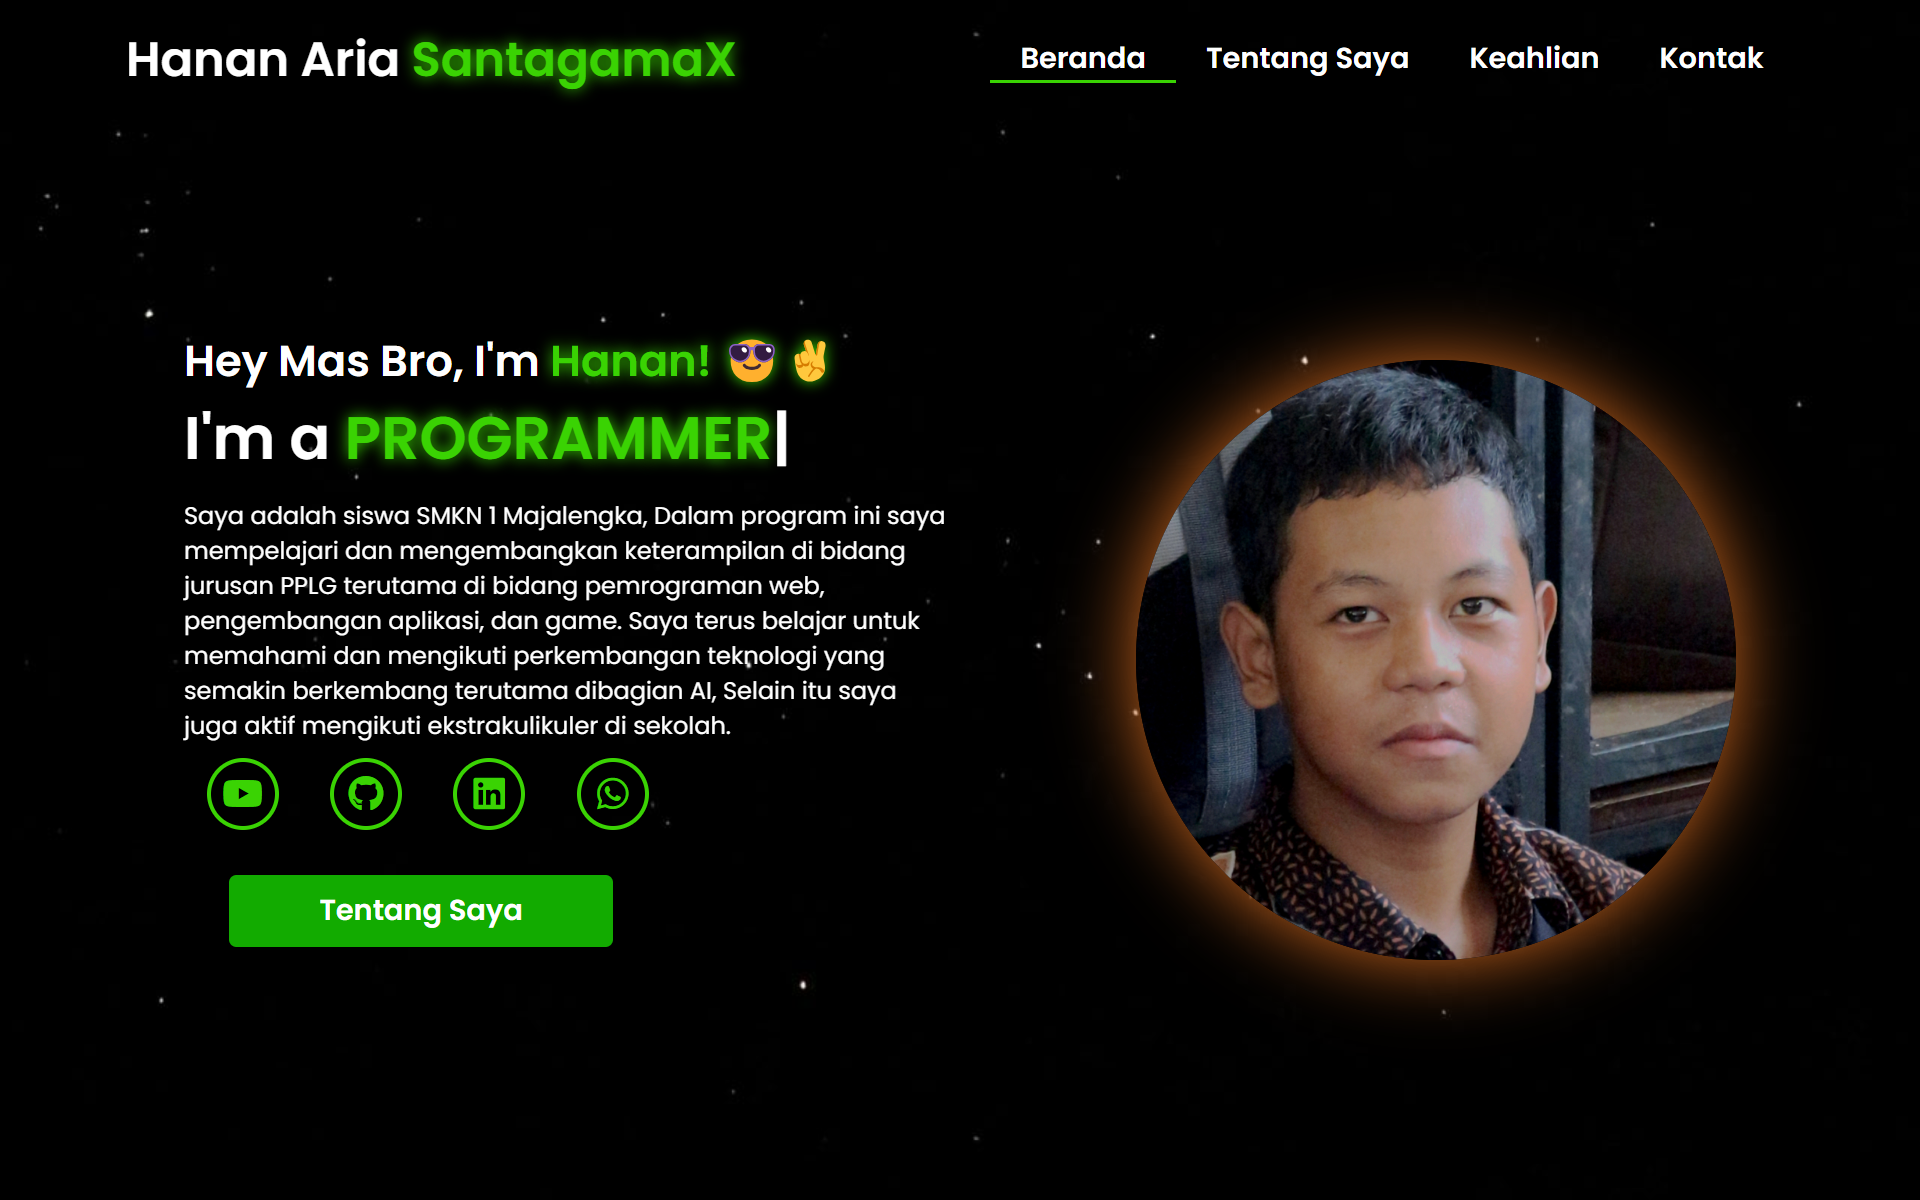 Hanan Aria SantagamaX
Beranda Tentang Saya Keahlian Kontak
Hey Mas Bro, I'm Hanan! 😎✌
I'm a PROGRAMMER|
Saya adalah siswa SMKN 1 Majalengka, Dalam program ini saya
mempelajari dan mengembangkan keterampilan di bidang
jurusan PPLG terutama di bidang pemrograman web,
pengembangan aplikasi, dan game. Saya terus belajar untuk
memahami dan mengikuti perkembangan teknologi yang
semakin berkembang terutama dibagian AI, Selain itu saya
juga aktif mengikuti ekstrakulikuler di sekolah.
Tentang Saya